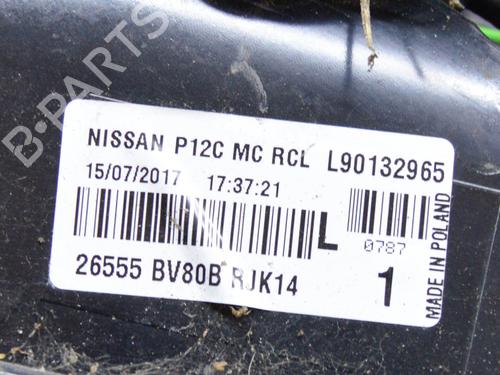 NISSAN P12C MC RCL L90132965
15/07/2017 17:37:21
L
0787
26555 BV80B RJK14
1
MADE IN POLAND
B-PARTS